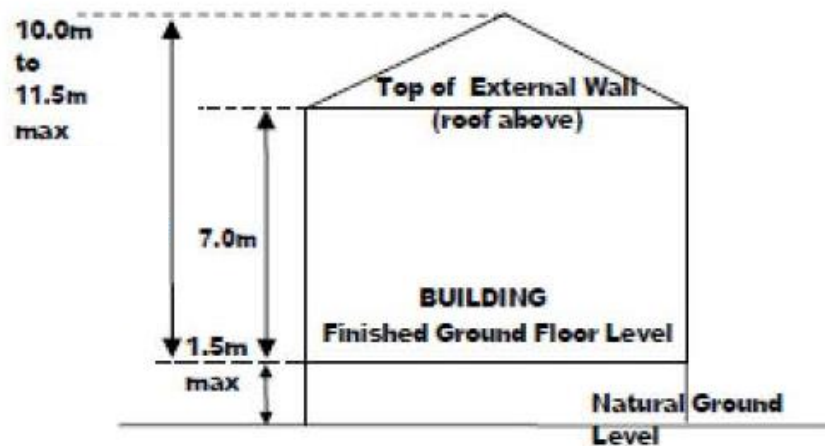 10.0m
to
11.5m
max
Top of External Wall
(roof above)
7.0m
BUILDING
Finished Ground Floor Level
1.5m
max
Natural Ground
Level